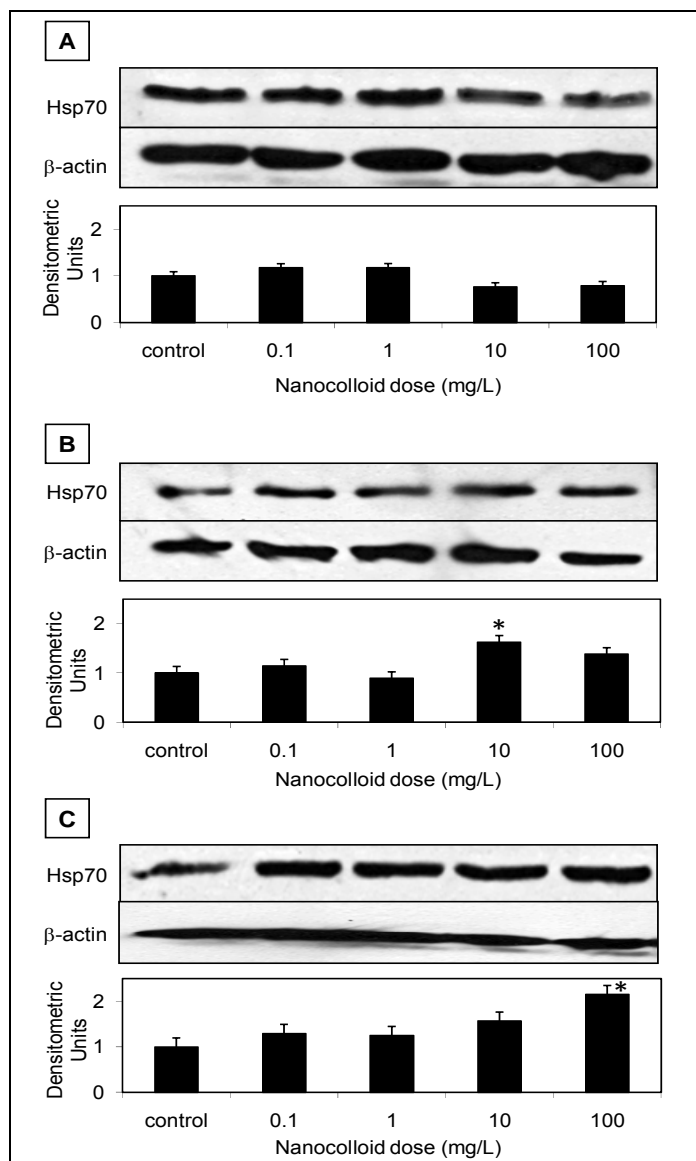 A
Hsp70
β-actin
Densitometric
Units
2
1
0
control 0.1 1 10 100
Nanocolloid dose (mg/L)
B
Hsp70
β-actin
Densitometric
Units
2
1
0
*
control 0.1 1 10 100
Nanocolloid dose (mg/L)
C
Hsp70
β-actin
Densitometric
Units
2
1
0
*
control 0.1 1 10 100
Nanocolloid dose (mg/L)